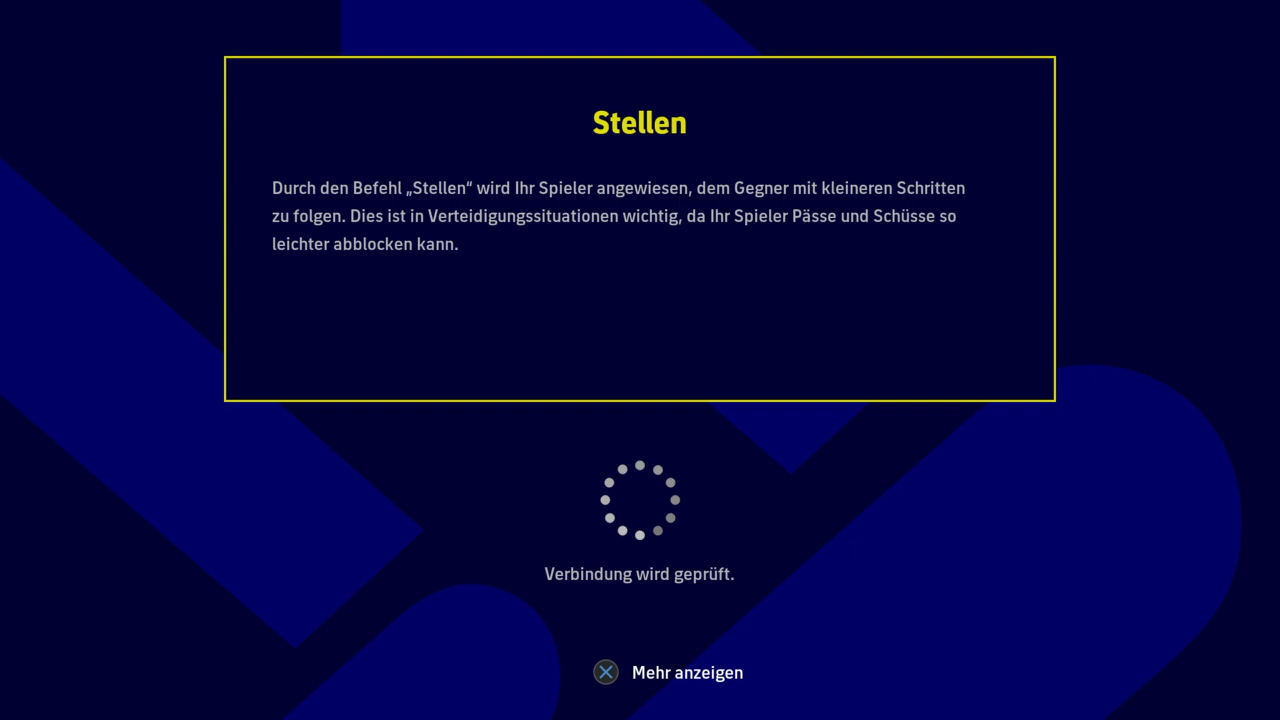 Stellen
Durch den Befehl „Stellen“ wird Ihr Spieler angewiesen, dem Gegner mit kleineren Schritten
zu folgen. Dies ist in Verteidigungssituationen wichtig, da Ihr Spieler Pässe und Schüsse so
leichter abblocken kann.
Verbindung wird geprüft.
Mehr anzeigen